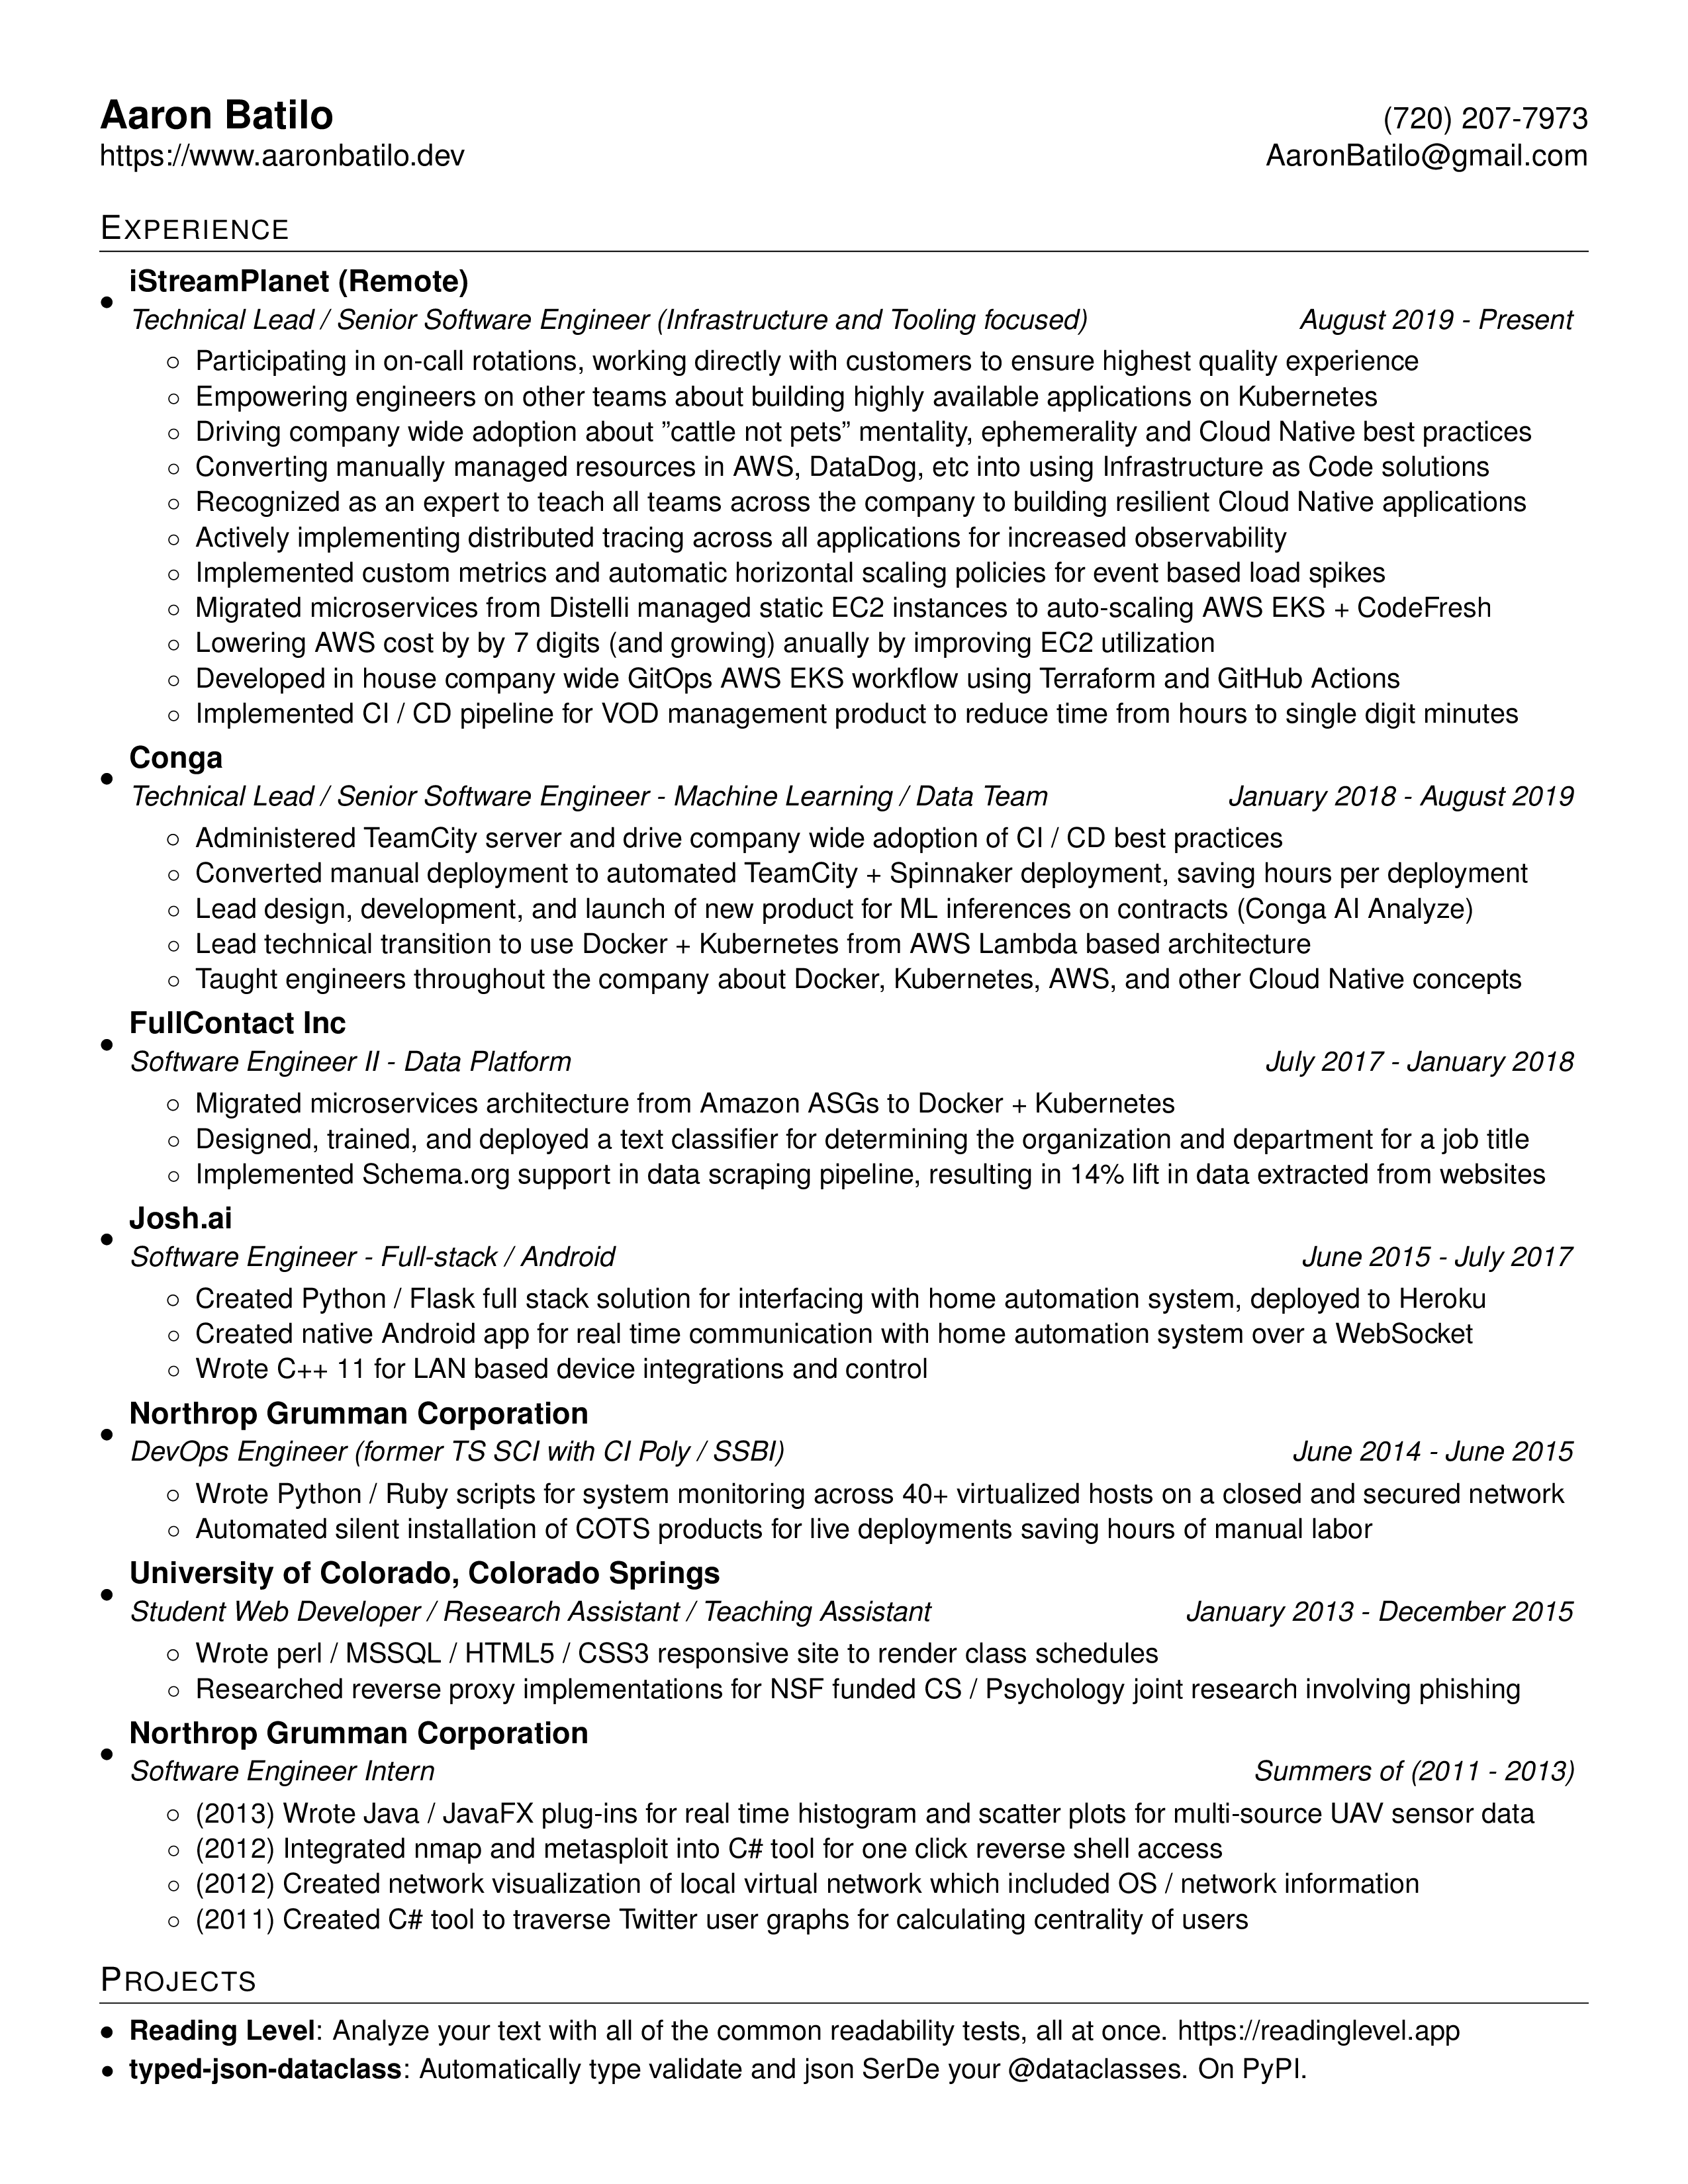 Aaron Batilo (720) 207-7973
https://www.aaronbatilo.dev AaronBatilo@gmail.com
EXPERIENCE
• iStreamPlanet (Remote)
Technical Lead / Senior Software Engineer (Infrastructure and Tooling focused) August 2019 - Present
◦ Participating in on-call rotations, working directly with customers to ensure highest quality experience
◦ Empowering engineers on other teams about building highly available applications on Kubernetes
◦ Driving company wide adoption about ”cattle not pets” mentality, ephemerality and Cloud Native best practices
◦ Converting manually managed resources in AWS, DataDog, etc into using Infrastructure as Code solutions
◦ Recognized as an expert to teach all teams across the company to building resilient Cloud Native applications
◦ Actively implementing distributed tracing across all applications for increased observability
◦ Implemented custom metrics and automatic horizontal scaling policies for event based load spikes
◦ Migrated microservices from Distelli managed static EC2 instances to auto-scaling AWS EKS + CodeFresh
◦ Lowering AWS cost by by 7 digits (and growing) anually by improving EC2 utilization
◦ Developed in house company wide GitOps AWS EKS workflow using Terraform and GitHub Actions
◦ Implemented CI / CD pipeline for VOD management product to reduce time from hours to single digit minutes
• Conga
Technical Lead / Senior Software Engineer - Machine Learning / Data Team January 2018 - August 2019
◦ Administered TeamCity server and drive company wide adoption of CI / CD best practices
◦ Converted manual deployment to automated TeamCity + Spinnaker deployment, saving hours per deployment
◦ Lead design, development, and launch of new product for ML inferences on contracts (Conga AI Analyze)
◦ Lead technical transition to use Docker + Kubernetes from AWS Lambda based architecture
◦ Taught engineers throughout the company about Docker, Kubernetes, AWS, and other Cloud Native concepts
• FullContact Inc
Software Engineer II - Data Platform July 2017 - January 2018
◦ Migrated microservices architecture from Amazon ASGs to Docker + Kubernetes
◦ Designed, trained, and deployed a text classifier for determining the organization and department for a job title
◦ Implemented Schema.org support in data scraping pipeline, resulting in 14% lift in data extracted from websites
• Josh.ai
Software Engineer - Full-stack / Android June 2015 - July 2017
◦ Created Python / Flask full stack solution for interfacing with home automation system, deployed to Heroku
◦ Created native Android app for real time communication with home automation system over a WebSocket
◦ Wrote C++ 11 for LAN based device integrations and control
• Northrop Grumman Corporation
DevOps Engineer (former TS SCI with CI Poly / SSBI) June 2014 - June 2015
◦ Wrote Python / Ruby scripts for system monitoring across 40+ virtualized hosts on a closed and secured network
◦ Automated silent installation of COTS products for live deployments saving hours of manual labor
• University of Colorado, Colorado Springs
Student Web Developer / Research Assistant / Teaching Assistant January 2013 - December 2015
◦ Wrote perl / MSSQL / HTML5 / CSS3 responsive site to render class schedules
◦ Researched reverse proxy implementations for NSF funded CS / Psychology joint research involving phishing
• Northrop Grumman Corporation
Software Engineer Intern Summers of (2011 - 2013)
◦ (2013) Wrote Java / JavaFX plug-ins for real time histogram and scatter plots for multi-source UAV sensor data
◦ (2012) Integrated nmap and metasploit into C# tool for one click reverse shell access
◦ (2012) Created network visualization of local virtual network which included OS / network information
◦ (2011) Created C# tool to traverse Twitter user graphs for calculating centrality of users
PROJECTS
• Reading Level: Analyze your text with all of the common readability tests, all at once. https://readinglevel.app
• typed-json-dataclass: Automatically type validate and json SerDe your @dataclasses. On PyPI.